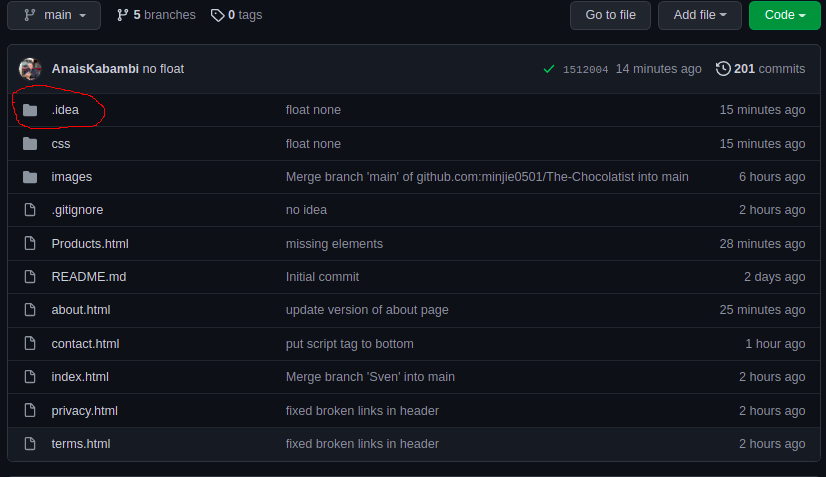 main 5 branches 0 tags Go to file Add file Code
AnaisKabambi no float 1512004 14 minutes ago 201 commits
.idea float none 15 minutes ago
css float none 15 minutes ago
images Merge branch 'main' of github.com:minjie0501/The-Chocolatist into main 6 hours ago
.gitignore no idea 2 hours ago
Products.html missing elements 28 minutes ago
README.md Initial commit 2 days ago
about.html update version of about page 25 minutes ago
contact.html put script tag to bottom 1 hour ago
index.html Merge branch 'Sven' into main 2 hours ago
privacy.html fixed broken links in header 2 hours ago
terms.html fixed broken links in header 2 hours ago